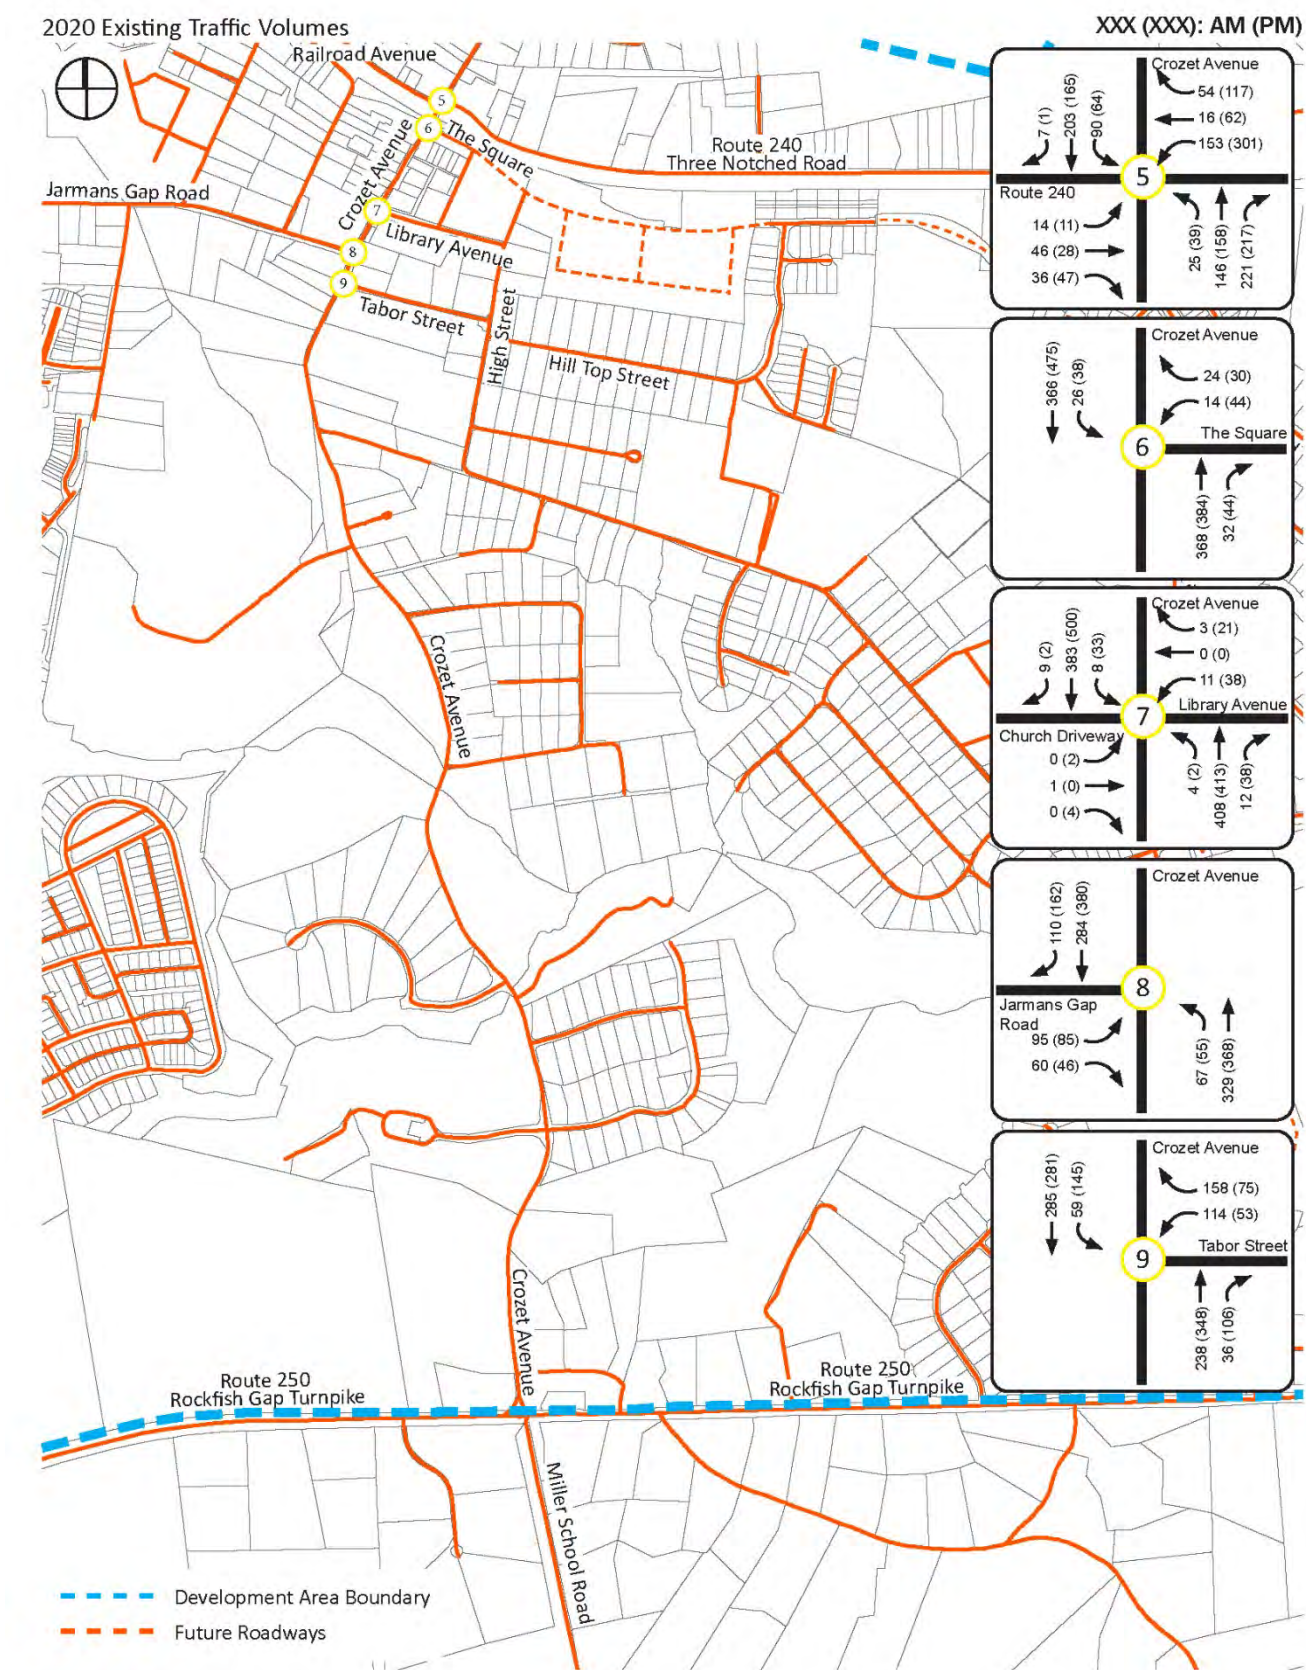 2020 Existing Traffic Volumes
XXX (XXX): AM (PM)
Railroad Avenue
5
6
The Square
Crozet Avenue
Route 240
Three Notched Road
Jarmans Gap Road
7
Library Avenue
8
9
Tabor Street
High Street
Hill Top Street
Crozet Avenue
Crozet Avenue
Route 250
Rockfish Gap Turnpike
Route 250
Rockfish Gap Turnpike
Miller School Road
Development Area Boundary
Future Roadways
Crozet Avenue
54 (117)
16 (62)
153 (301)
7 (1)
203 (165)
90 (64)
5
Route 240
14 (11)
46 (28)
36 (47)
25 (39)
146 (158)
221 (217)
Crozet Avenue
366 (475)
26 (38)
24 (30)
14 (44)
The Square
6
368 (384)
32 (44)
Crozet Avenue
3 (21)
0 (0)
11 (38)
9 (2)
383 (500)
8 (33)
Library Avenue
7
Church Driveway
0 (2)
1 (0)
0 (4)
4 (2)
408 (413)
12 (38)
Crozet Avenue
110 (162)
284 (380)
8
Jarmans Gap
Road
95 (85)
60 (46)
67 (55)
329 (368)
Crozet Avenue
285 (281)
59 (145)
158 (75)
114 (53)
Tabor Street
9
238 (348)
36 (106)